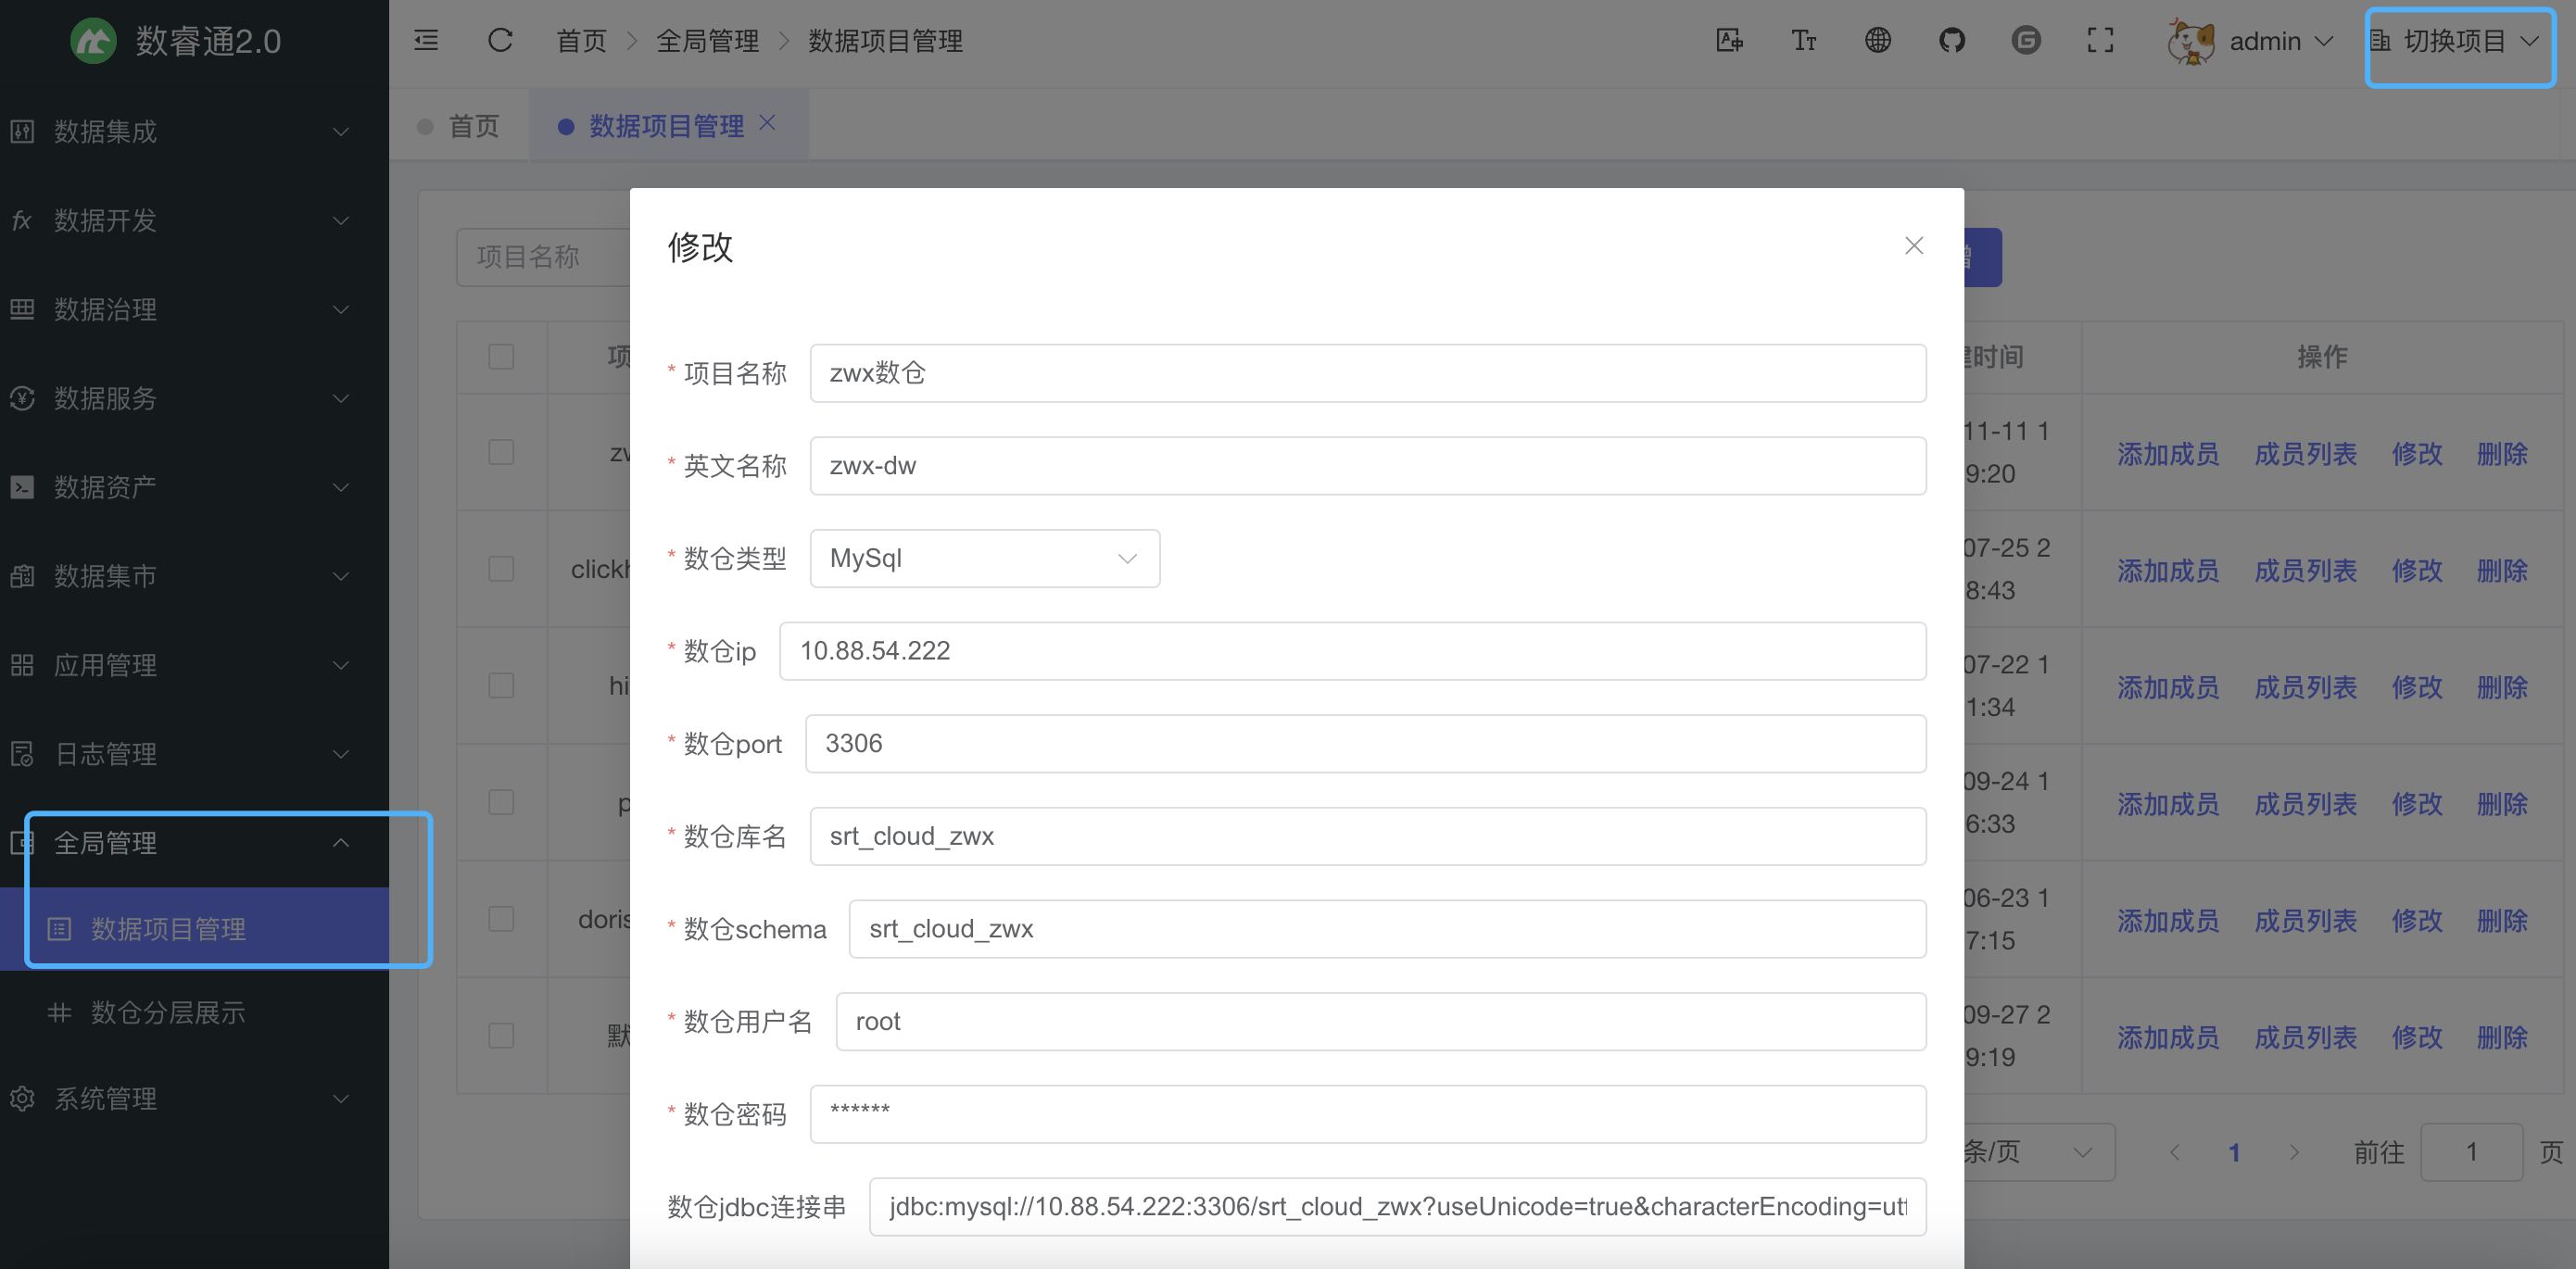 数睿通2.0
首页 > 全局管理 > 数据项目管理
admin
切换项目
首页
数据项目管理
数据集成
数据开发
数据治理
数据服务
数据资产
数据集市
应用管理
日志管理
全局管理
数据项目管理
数仓分层展示
系统管理
项目名称
修改
* 项目名称 zwx数仓
* 英文名称 zwx-dw
* 数仓类型 MySql
* 数仓ip 10.88.54.222
* 数仓port 3306
* 数仓库名 srt_cloud_zwx
* 数仓schema srt_cloud_zwx
* 数仓用户名 root
* 数仓密码 ******
数仓jdbc连接串 jdbc:mysql://10.88.54.222:3306/srt_cloud_zwx?useUnicode=true&characterEncoding=ut
项
时间 操作
11-11 1
9:20
添加成员 成员列表 修改 删除
click
07-25 2
8:43
添加成员 成员列表 修改 删除
hi
07-22 1
1:34
添加成员 成员列表 修改 删除
p
09-24 1
6:33
添加成员 成员列表 修改 删除
doris
06-23 1
7:15
添加成员 成员列表 修改 删除
默
09-27 2
9:19
添加成员 成员列表 修改 删除
条/页 < 1 > 前往 1 页